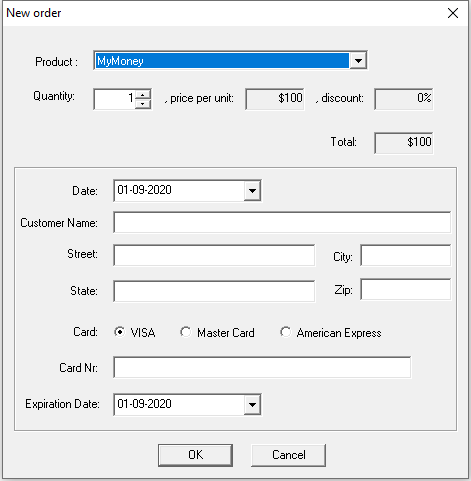 New order
Product : MyMoney
Quantity: 1 , price per unit: $100 , discount: 0%
Total: $100
Date: 01-09-2020
Customer Name:
Street: City:
State: Zip:
Card: VISA Master Card American Express
Card Nr:
Expiration Date: 01-09-2020
OK Cancel